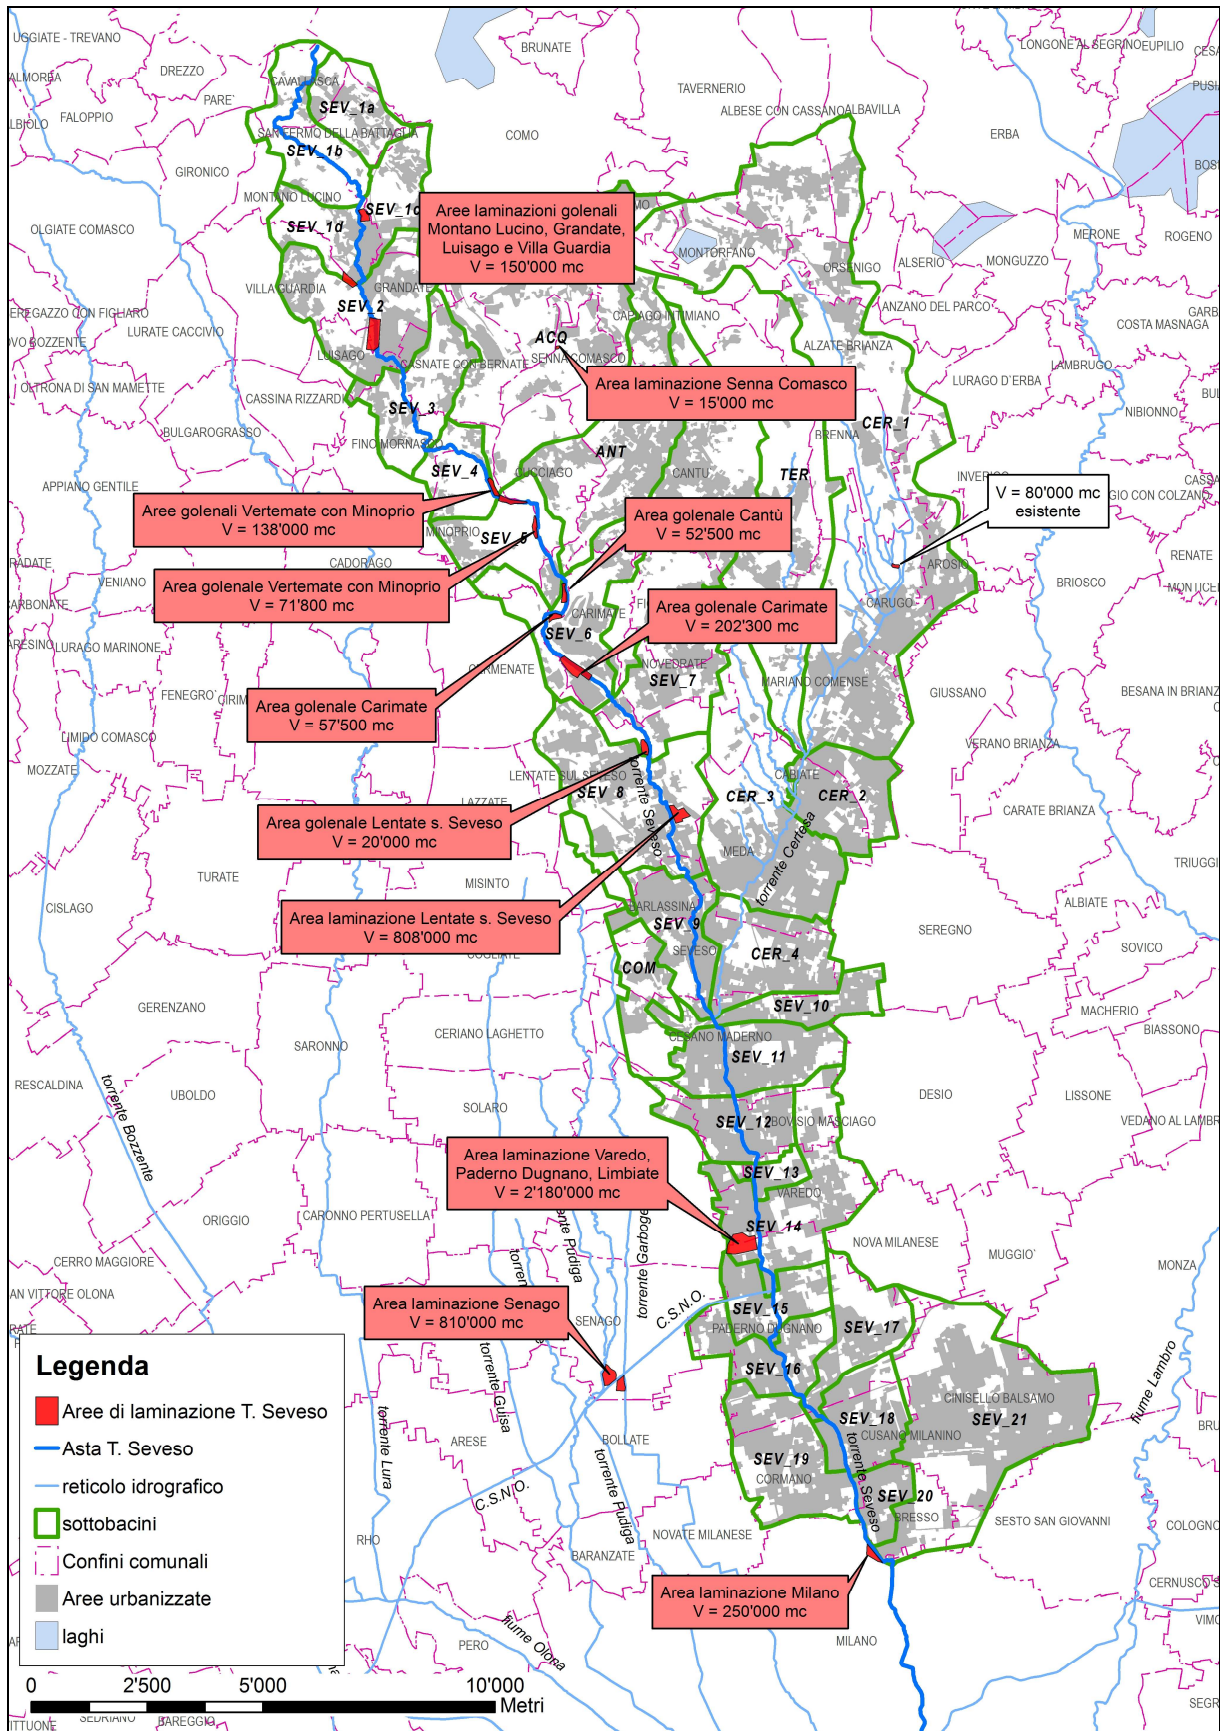 UGGIATE - TREVANO
BRUNATE
LONGONE AL SEGRINO
EUPILIO
DREZZO
CAVALLASCA
TAVERNERIO
PARE`
SEV_1a
ALBESE CON CASSANO
ALBAVILLA
FALOPPIO
SAN FERMO DELLA BATTAGLIA
COMO
ERBA
SEV_1b
GIRONICO
MONTANO LUCINO
OLGIATE COMASCO
SEV_1d
Aree laminazioni golenali
Montano Lucino, Grandate,
Luisago e Villa Guardia
V = 150'000 mc
MONTORFANO
MERONE
ROGENO
ORSENIGO
ALSERIO
MONGUZZO
VILLA GUARDIA
GRANDATE
SEV_2
ANZANO DEL PARCO
CAPIAGO INTIMIANO
COSTA MASNAGA
LURATE CACCIVIO
ACQ
ALZATE BRIANZA
LUISAGO
CASNATE CON BERNATE
SENNA COMASCO
LAMBRUGO
OLTRONA DI SAN MAMETTE
Area laminazione Senna Comasco
V = 15'000 mc
LURAGO D'ERBA
CASSINA RIZZARDI
SEV_3
NIBIONNO
CER_1
BULGAROGRASSO
FINO MORNASCO
BRENNA
ANT
SEV_4
CUCCIAGO
CANTU`
TER
APPIANO GENTILE
V = 80'000 mc
esistente
Aree golenali Vertemate con Minoprio
V = 138'000 mc
Area golenale Cantù
V = 52'500 mc
MINOPRIO
SEV_5
CADORAGO
RENATE
AROSIO
VENIANO
Area golenale Vertemate con Minoprio
V = 71'800 mc
BRIOSCO
CARUGO
CARIMATE
Area golenale Carimate
V = 202'300 mc
SEV_6
LURAGO MARINONE
NOVEDRATE
SEV_7
MARIANO COMENSE
FENEGRO`
GIUSSANO
Area golenale Carimate
V = 57'500 mc
LIMIDO COMASCO
VERANO BRIANZA
MOZZATE
LENTATE SUL SEVESO
CABIATE
SEV_8
CER_3
CER_2
LAZZATE
CARATE BRIANZA
torrente Seveso
Area golenale Lentate s. Seveso
V = 20'000 mc
MEDA
torrente Certesa
TURATE
MISINTO
CISLAGO
BARLASSINA
ALBIATE
Area laminazione Lentate s. Seveso
V = 808'000 mc
SEV_9
SEREGNO
SEVESO
CER_4
SOVICO
COGLIATE
COM
GERENZANO
SEV_10
MACHERIO
CERIANO LAGHETTO
CESANO MADERNO
BIASSONO
SARONNO
SEV_11
RESCALDINA
torrente Bozzente
UBOLDO
DESIO
LISSONE
SOLARO
SEV_12
BOVISIO MASCIAGO
Area laminazione Varedo,
Paderno Dugnano, Limbiate
V = 2'180'000 mc
SEV_13
VAREDO
ORIGGIO
CARONNO PERTUSELLA
SEV_14
NOVA MILANESE
MUGGIO`
CERRO MAGGIORE
MONZA
Area laminazione Senago
V = 810'000 mc
C.S.N.O.
SEV_15
SENAGO
PADERNO DUGNANO
SEV_17
Legenda
SEV_16
torrente Guisa
fiume Lambro
Aree di laminazione T. Seveso
CINISELLO BALSAMO
SEV_18
SEV_21
CUSANO MILANINO
Asta T. Seveso
torrente Lura
ARESE
BOLLATE
torrente Pudiga
SEV_19
CORMANO
torrente Seveso
reticolo idrografico
C.S.N.O.
SEV_20
sottobacini
BRESSO
SESTO SAN GIOVANNI
NOVATE MILANESE
RHO
BARANZATE
Confini comunali
Area laminazione Milano
V = 250'000 mc
Aree urbanizzate
laghi
fiume Olona
PERO
MILANO
0 2'500 5'000 10'000
Metri
SEDRIANO
BAREGGIO